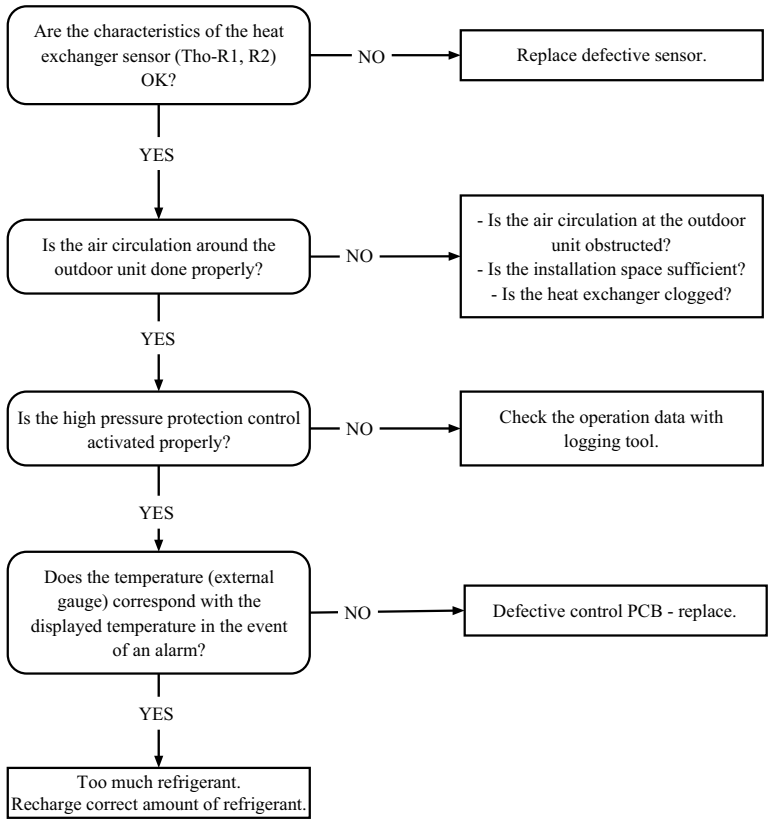 Are the characteristics of the heat
exchanger sensor (Tho-R1, R2)
OK?
NO
Replace defective sensor.
YES
Is the air circulation around the
outdoor unit done properly?
NO
- Is the air circulation at the outdoor
unit obstructed?
- Is the installation space sufficient?
- Is the heat exchanger clogged?
YES
Is the high pressure protection control
activated properly?
NO
Check the operation data with
logging tool.
YES
Does the temperature (external
gauge) correspond with the
displayed temperature in the event
of an alarm?
NO
Defective control PCB - replace.
YES
Too much refrigerant.
Recharge correct amount of refrigerant.